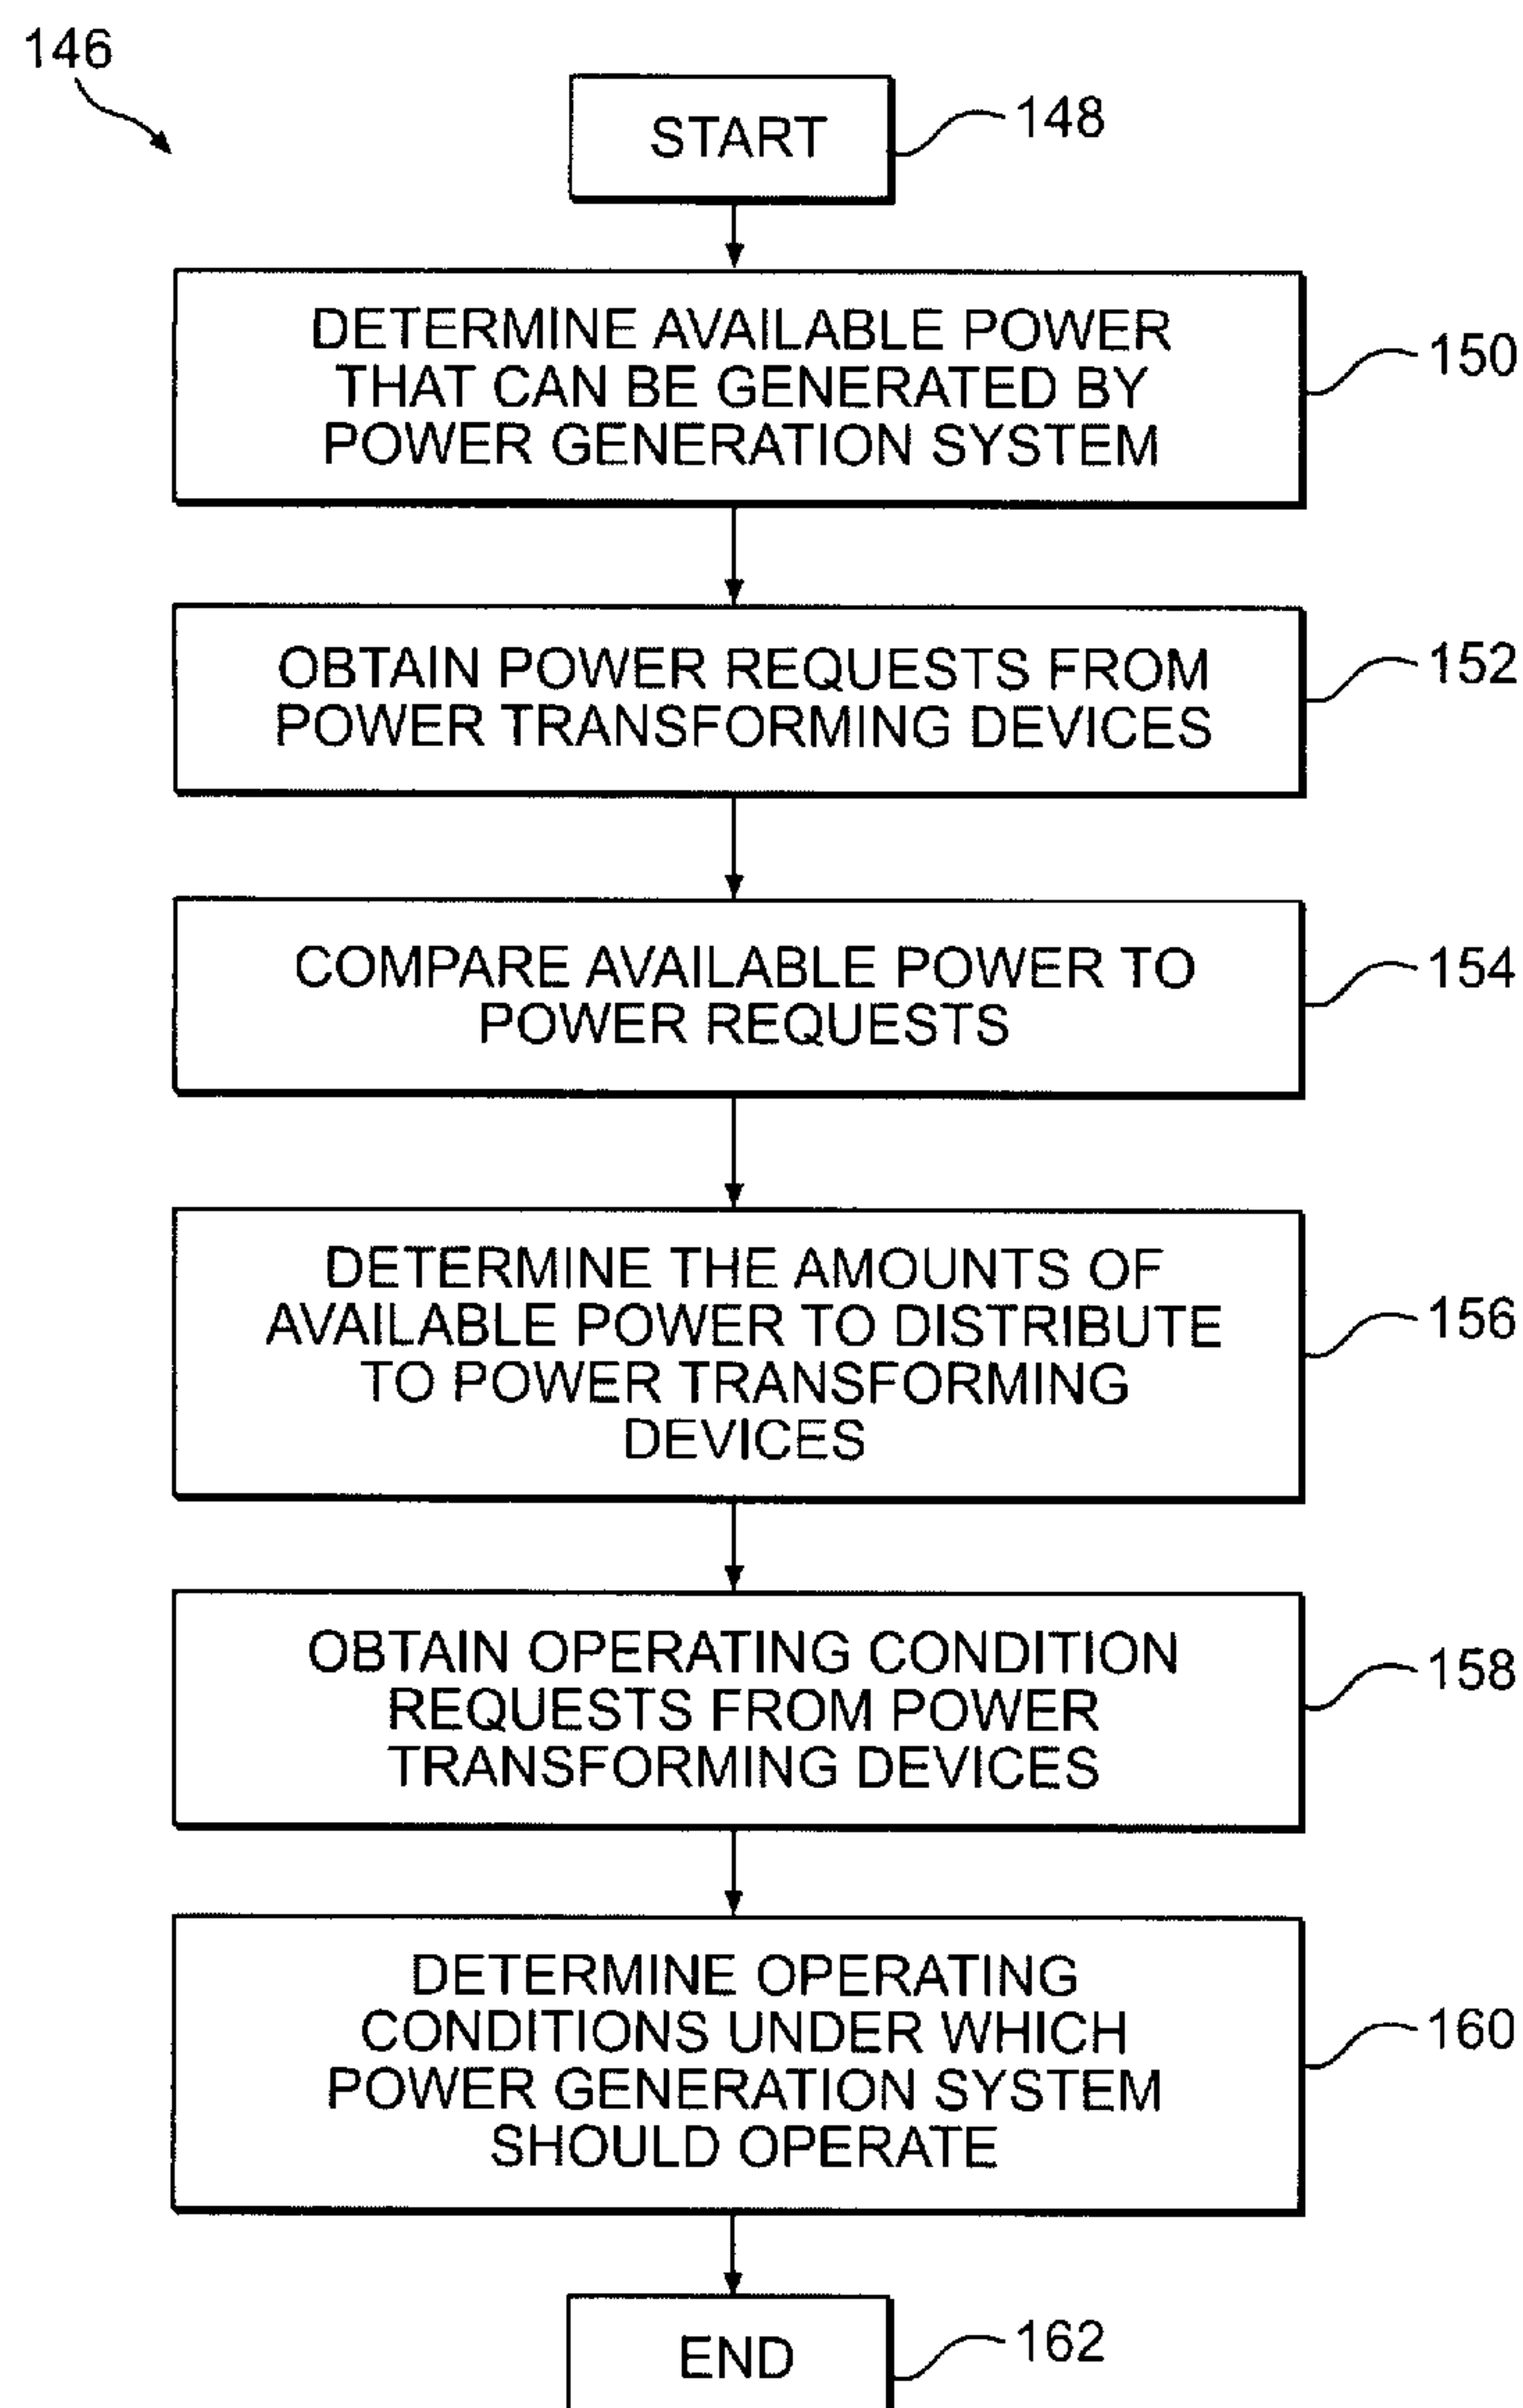 146
START
148
DETERMINE AVAILABLE POWER
THAT CAN BE GENERATED BY
POWER GENERATION SYSTEM
150
OBTAIN POWER REQUESTS FROM
POWER TRANSFORMING DEVICES
152
COMPARE AVAILABLE POWER TO
POWER REQUESTS
154
DETERMINE THE AMOUNTS OF
AVAILABLE POWER TO DISTRIBUTE
TO POWER TRANSFORMING
DEVICES
156
OBTAIN OPERATING CONDITION
REQUESTS FROM POWER
TRANSFORMING DEVICES
158
DETERMINE OPERATING
CONDITIONS UNDER WHICH
POWER GENERATION SYSTEM
SHOULD OPERATE
160
END
162